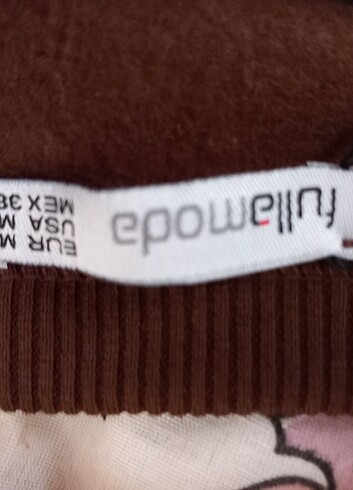 fullamoda
EUR M
USA M
MEX 38